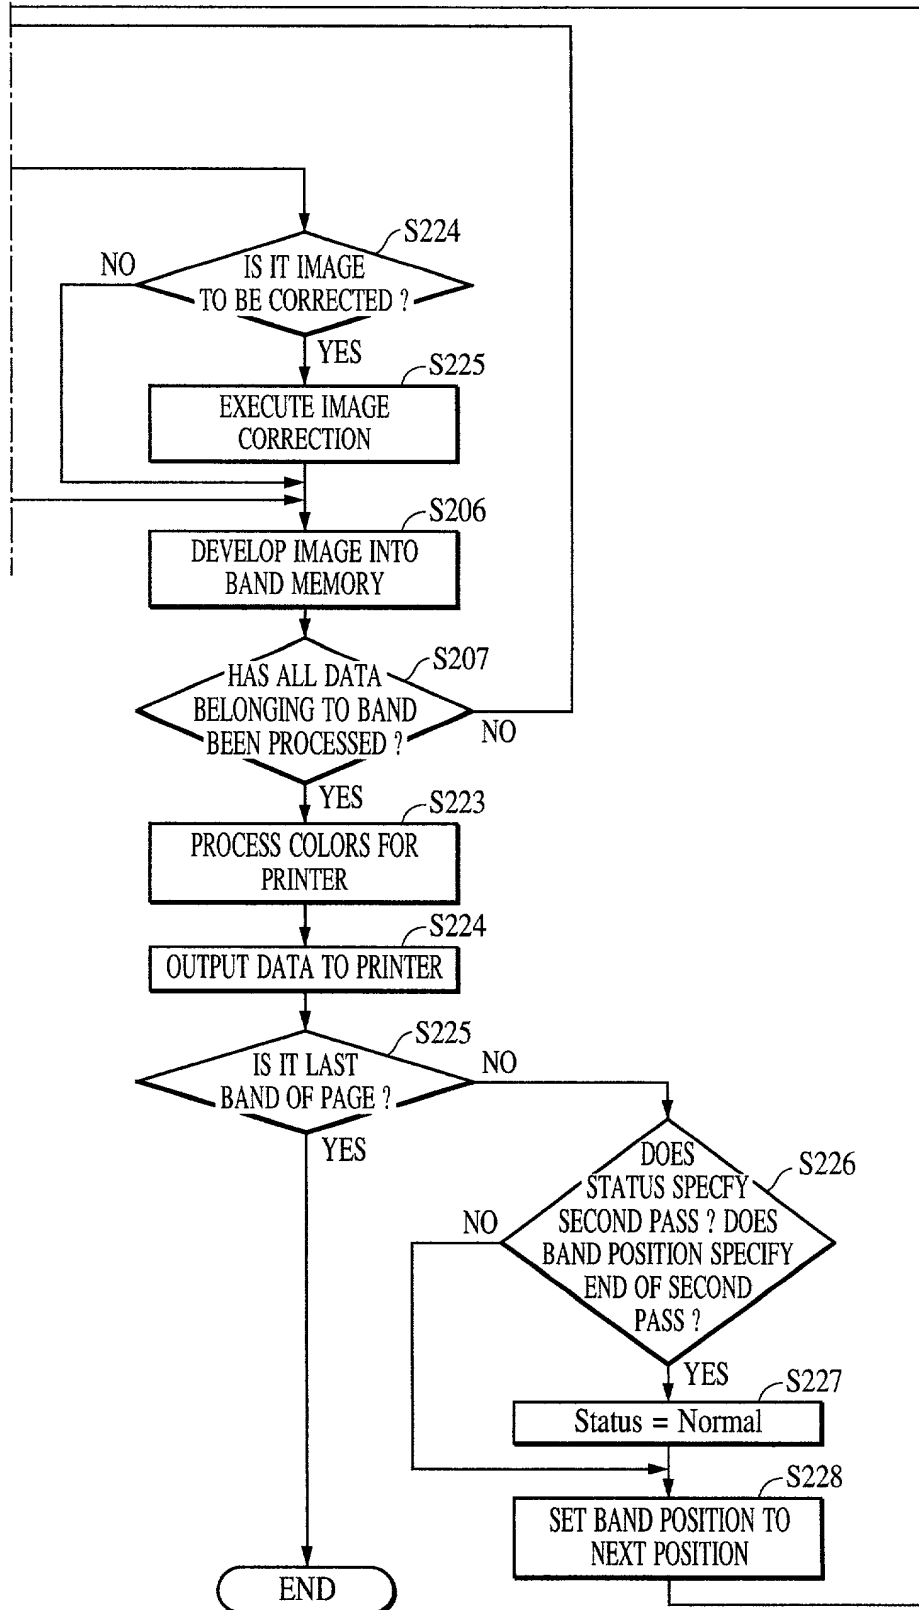 S224
NO
IS IT IMAGE
TO BE CORRECTED ?
YES
S225
EXECUTE IMAGE
CORRECTION
S206
DEVELOP IMAGE INTO
BAND MEMORY
S207
HAS ALL DATA
BELONGING TO BAND
BEEN PROCESSED ?
NO
YES
S223
PROCESS COLORS FOR
PRINTER
S224
OUTPUT DATA TO PRINTER
S225
IS IT LAST
BAND OF PAGE ?
NO
YES
S226
DOES
STATUS SPECFY
SECOND PASS ? DOES
BAND POSITION SPECIFY
END OF SECOND
PASS ?
NO
YES
S227
Status = Normal
S228
SET BAND POSITION TO
NEXT POSITION
END